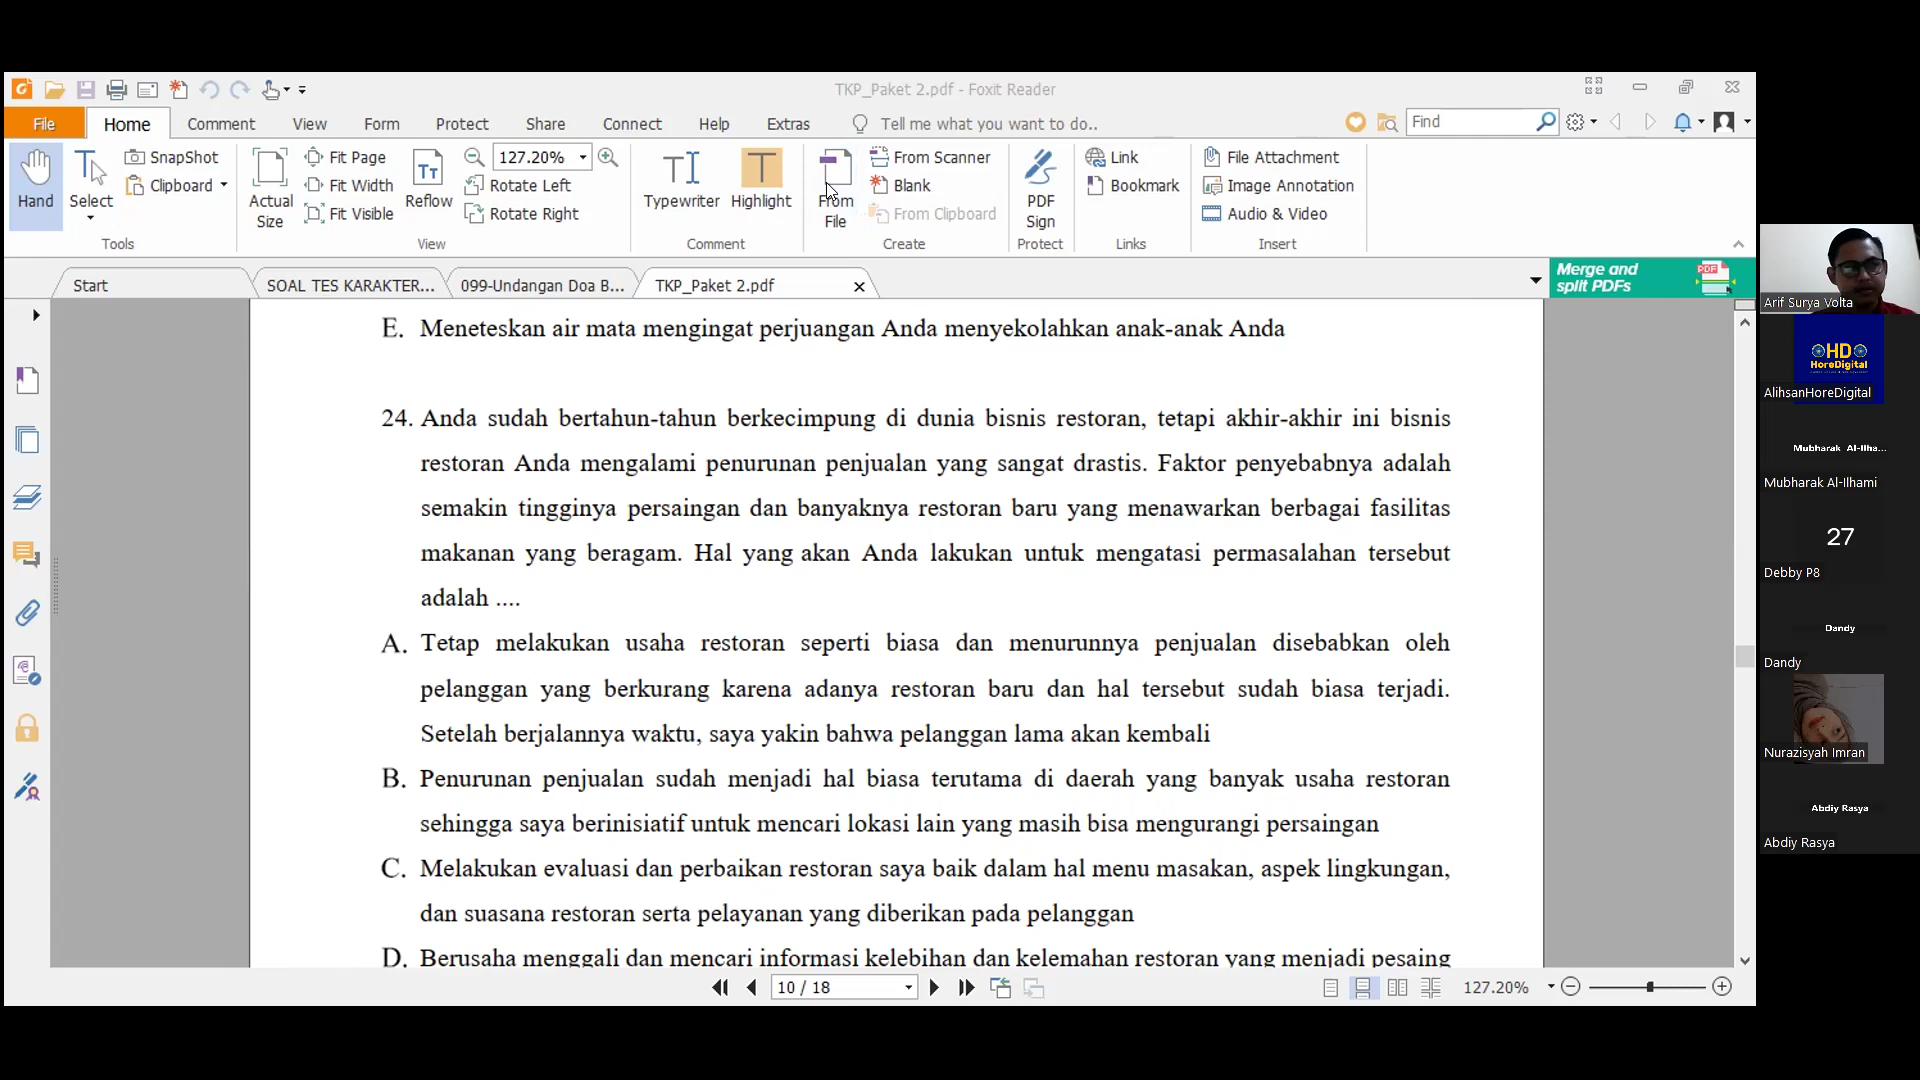 TKP_Paket 2.pdf - Foxit Reader
File Home Comment View Form Protect Share Connect Help Extras Tell me what you want to do.. Find
Hand
Select
SnapShot
Clipboard
Tools
Actual Size
Fit Page
Fit Width
Fit Visible
Reflow
127.20%
Rotate Left
Rotate Right
View
Typewriter
Highlight
Comment
From File
From Scanner
Blank
From Clipboard
Create
PDF Sign
Protect
Link
Bookmark
Links
File Attachment
Image Annotation
Audio & Video
Insert
Start SOAL TES KARAKTER... 099-Undangan Doa B... TKP_Paket 2.pdf
Merge and
split PDFs
PDF
E. Meneteskan air mata mengingat perjuangan Anda menyekolahkan anak-anak Anda
24. Anda sudah bertahun-tahun berkecimpung di dunia bisnis restoran, tetapi akhir-akhir ini bisnis
restoran Anda mengalami penurunan penjualan yang sangat drastis. Faktor penyebabnya adalah
semakin tingginya persaingan dan banyaknya restoran baru yang menawarkan berbagai fasilitas
makanan yang beragam. Hal yang akan Anda lakukan untuk mengatasi permasalahan tersebut
adalah ....
A. Tetap melakukan usaha restoran seperti biasa dan menurunnya penjualan disebabkan oleh
pelanggan yang berkurang karena adanya restoran baru dan hal tersebut sudah biasa terjadi.
Setelah berjalannya waktu, saya yakin bahwa pelanggan lama akan kembali
B. Penurunan penjualan sudah menjadi hal biasa terutama di daerah yang banyak usaha restoran
sehingga saya berinisiatif untuk mencari lokasi lain yang masih bisa mengurangi persaingan
C. Melakukan evaluasi dan perbaikan restoran saya baik dalam hal menu masakan, aspek lingkungan,
dan suasana restoran serta pelayanan yang diberikan pada pelanggan
D. Berusaha menggali dan mencari informasi kelebihan dan kelemahan restoran yang menjadi pesaing
10 / 18
127.20%
Arif Surya Volta
HD
HoreDigital
AlihsanHoreDigital
Mubharak Al-Ilha...
Mubharak Al-Ilhami
27
Debby P8
Dandy
Dandy
Nurazisyah Imran
Abdiy Rasya
Abdiy Rasya